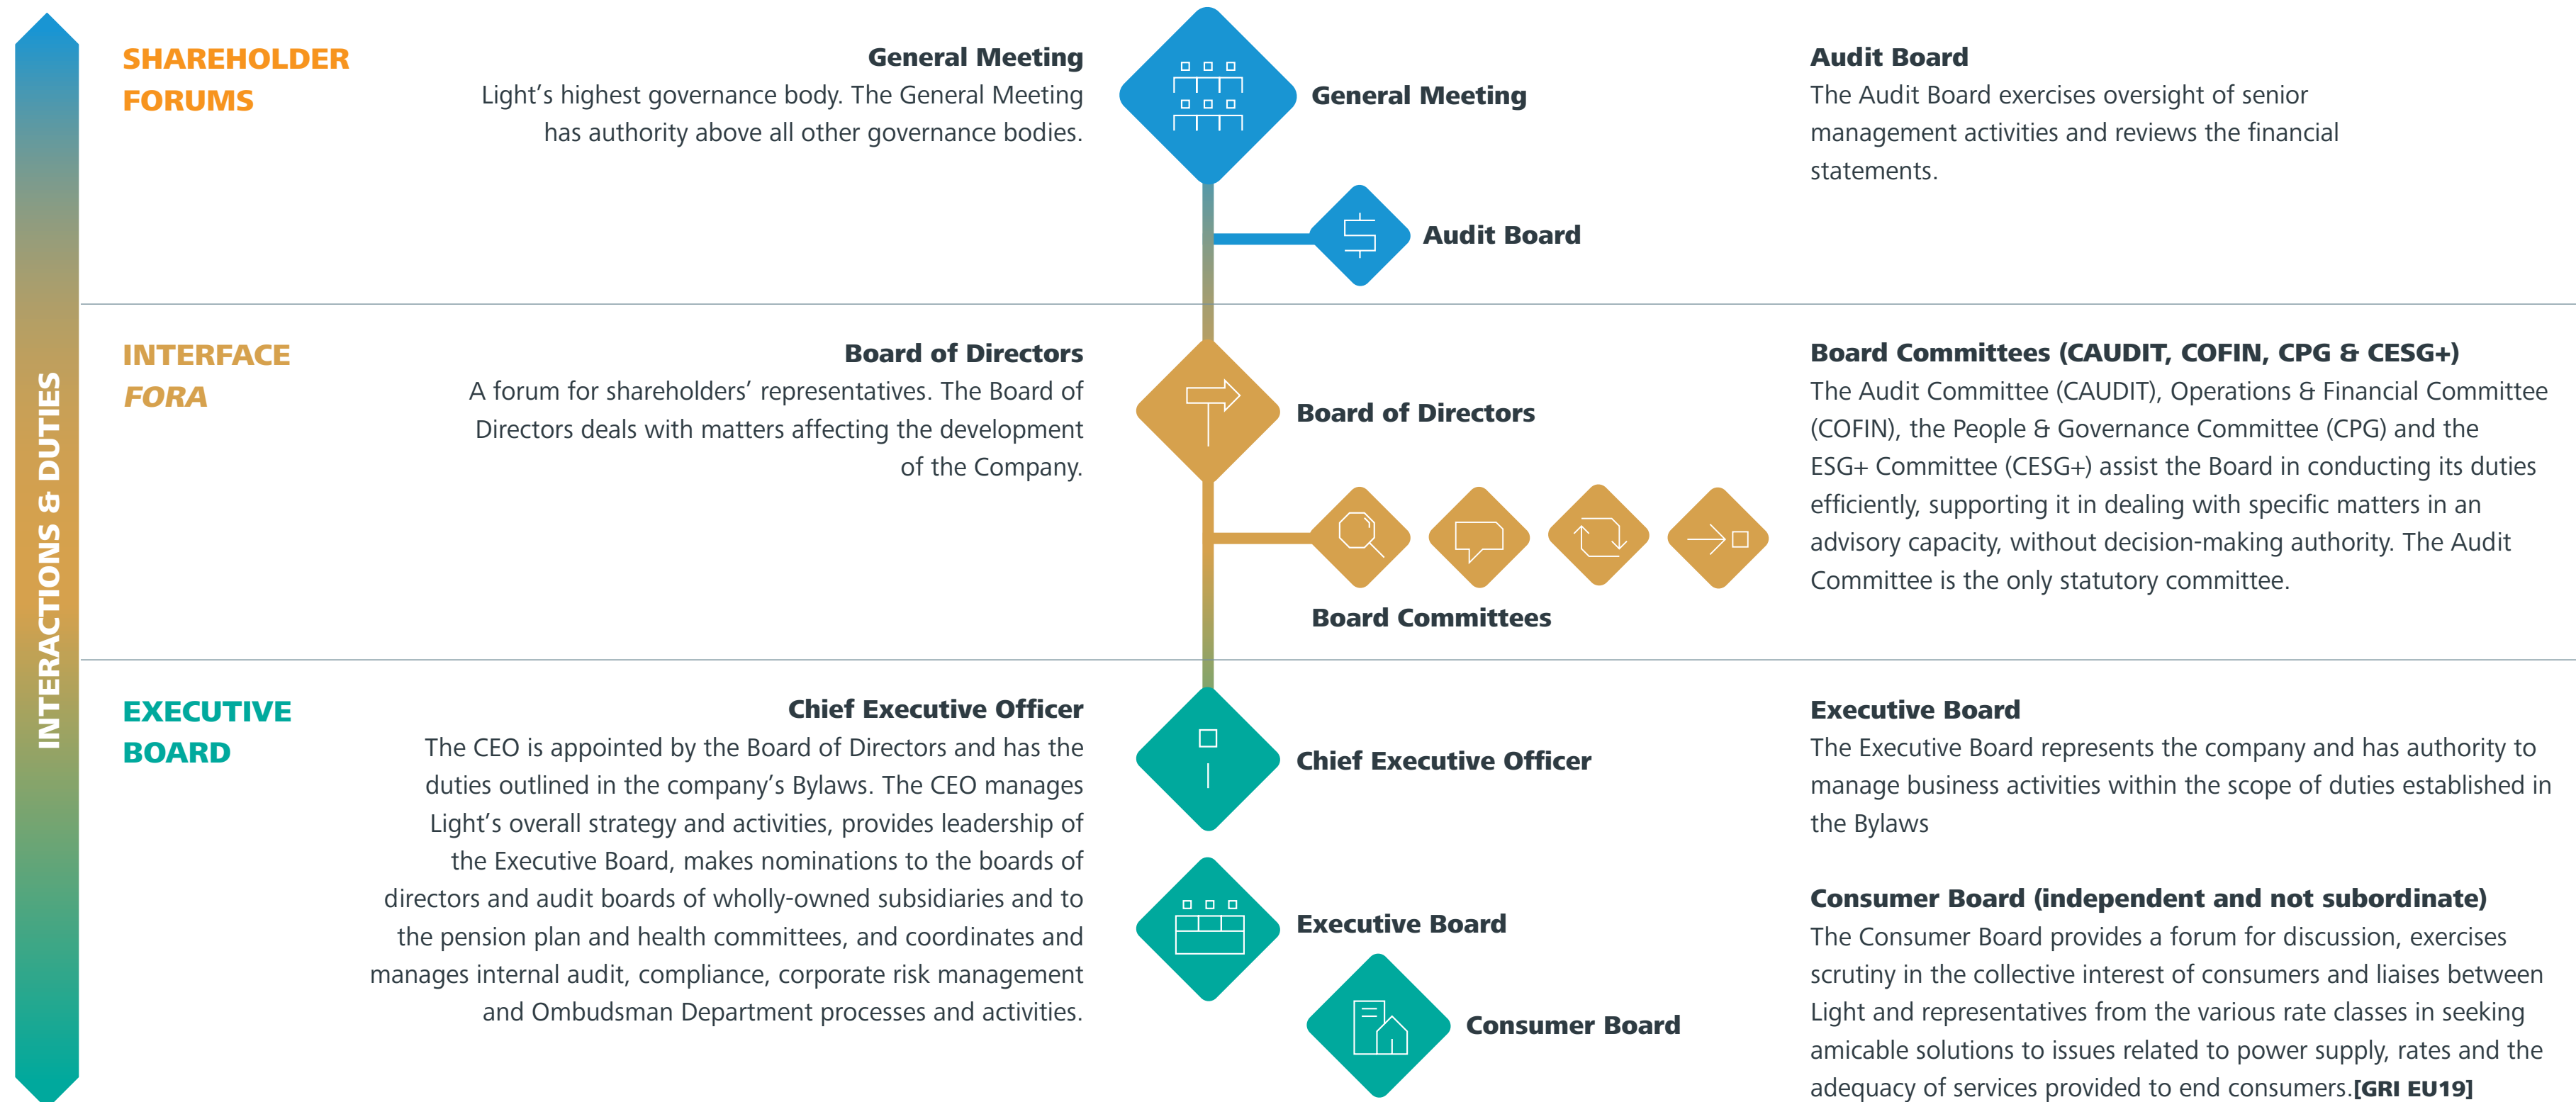 INTERACTIONS & DUTIES
SHAREHOLDER
FORUMS
General Meeting
Light’s highest governance body. The General Meeting
has authority above all other governance bodies.
General Meeting
Audit Board
Audit Board
The Audit Board exercises oversight of senior
management activities and reviews the financial
statements.
INTERFACE
FORA
Board of Directors
A forum for shareholders’ representatives. The Board of
Directors deals with matters affecting the development
of the Company.
Board of Directors
Board Committees
Board Committees (CAUDIT, COFIN, CPG & CESG+)
The Audit Committee (CAUDIT), Operations & Financial Committee
(COFIN), the People & Governance Committee (CPG) and the
ESG+ Committee (CESG+) assist the Board in conducting its duties
efficiently, supporting it in dealing with specific matters in an
advisory capacity, without decision-making authority. The Audit
Committee is the only statutory committee.
EXECUTIVE
BOARD
Chief Executive Officer
The CEO is appointed by the Board of Directors and has the
duties outlined in the company’s Bylaws. The CEO manages
Light’s overall strategy and activities, provides leadership of
the Executive Board, makes nominations to the boards of
directors and audit boards of wholly-owned subsidiaries and to
the pension plan and health committees, and coordinates and
manages internal audit, compliance, corporate risk management
and Ombudsman Department processes and activities.
Chief Executive Officer
Executive Board
Consumer Board
Executive Board
The Executive Board represents the company and has authority to
manage business activities within the scope of duties established in
the Bylaws
Consumer Board (independent and not subordinate)
The Consumer Board provides a forum for discussion, exercises
scrutiny in the collective interest of consumers and liaises between
Light and representatives from the various rate classes in seeking
amicable solutions to issues related to power supply, rates and the
adequacy of services provided to end consumers.[GRI EU19]